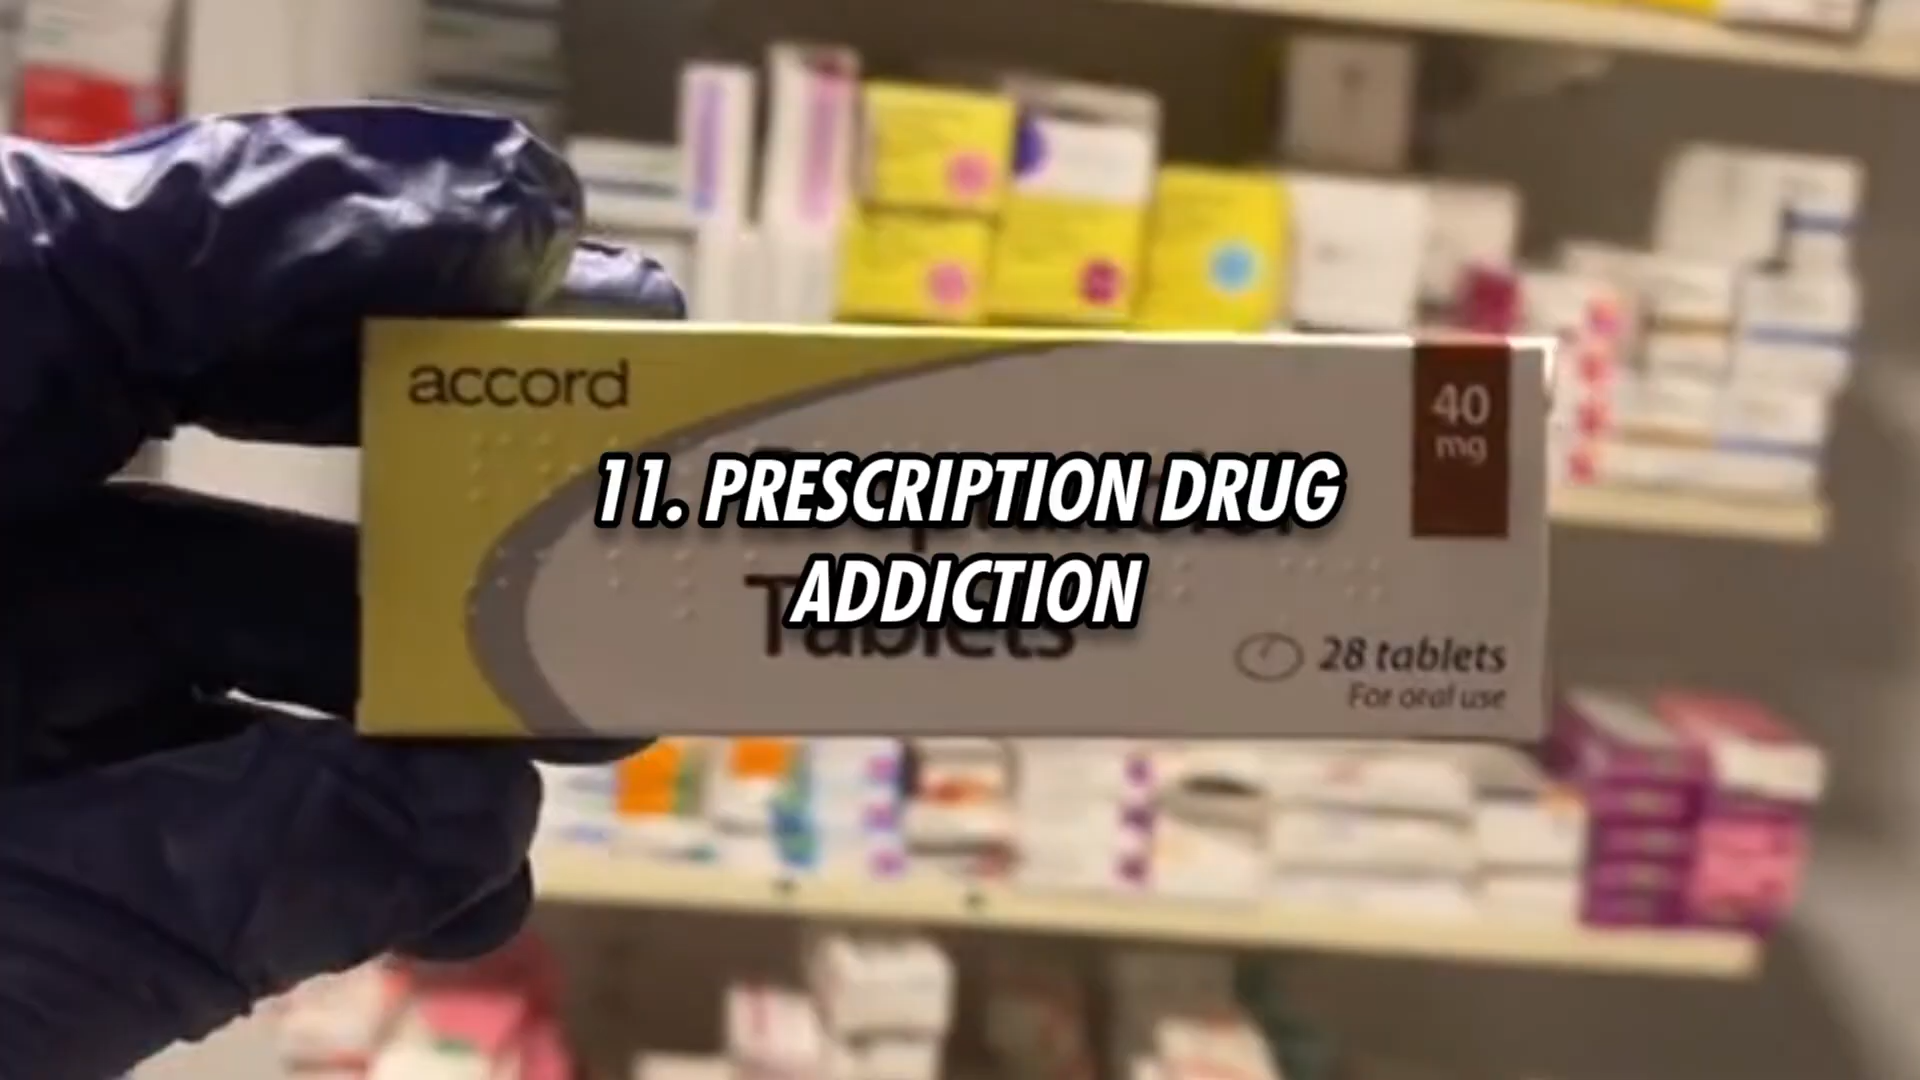 accord
40
mg
11. PRESCRIPTION DRUG
ADDICTION
Tablets
28 tablets
For oral use